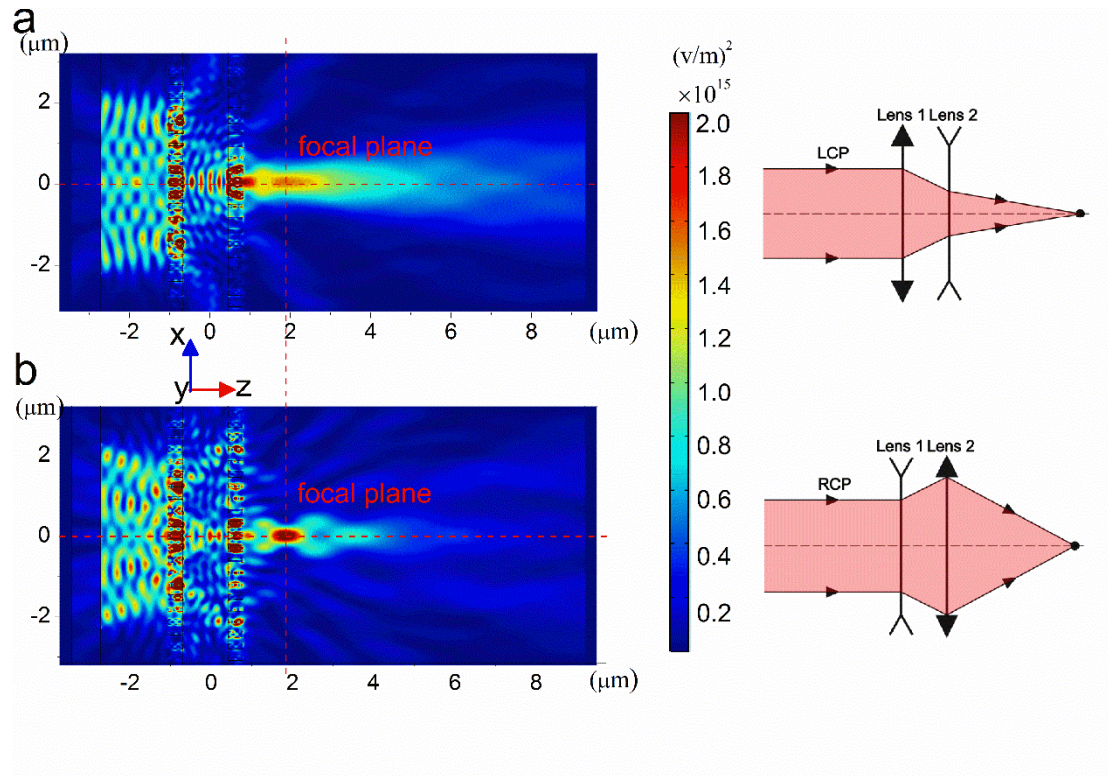 a
(μm)
2
0
-2
focal plane
-2 0 2 4 6 8 (μm)
x
y z
b
(μm)
2
0
-2
focal plane
-2 0 2 4 6 8 (μm)
(v/m)²
×10¹⁵
2.0
1.8
1.6
1.4
1.2
1.0
0.8
0.6
0.4
0.2
Lens 1 Lens 2
LCP
Lens 1 Lens 2
RCP